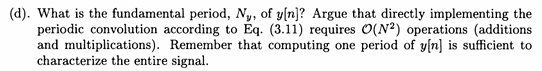 (d). What is the fundamental period, N_y, of y[n]? Argue that directly implementing the
periodic convolution according to Eq. (3.11) requires O(N²) operations (additions
and multiplications). Remember that computing one period of y[n] is sufficient to
characterize the entire signal.